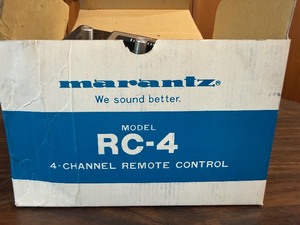 marantz®
We sound better.
MODEL
RC-4
4-CHANNEL REMOTE CONTROL